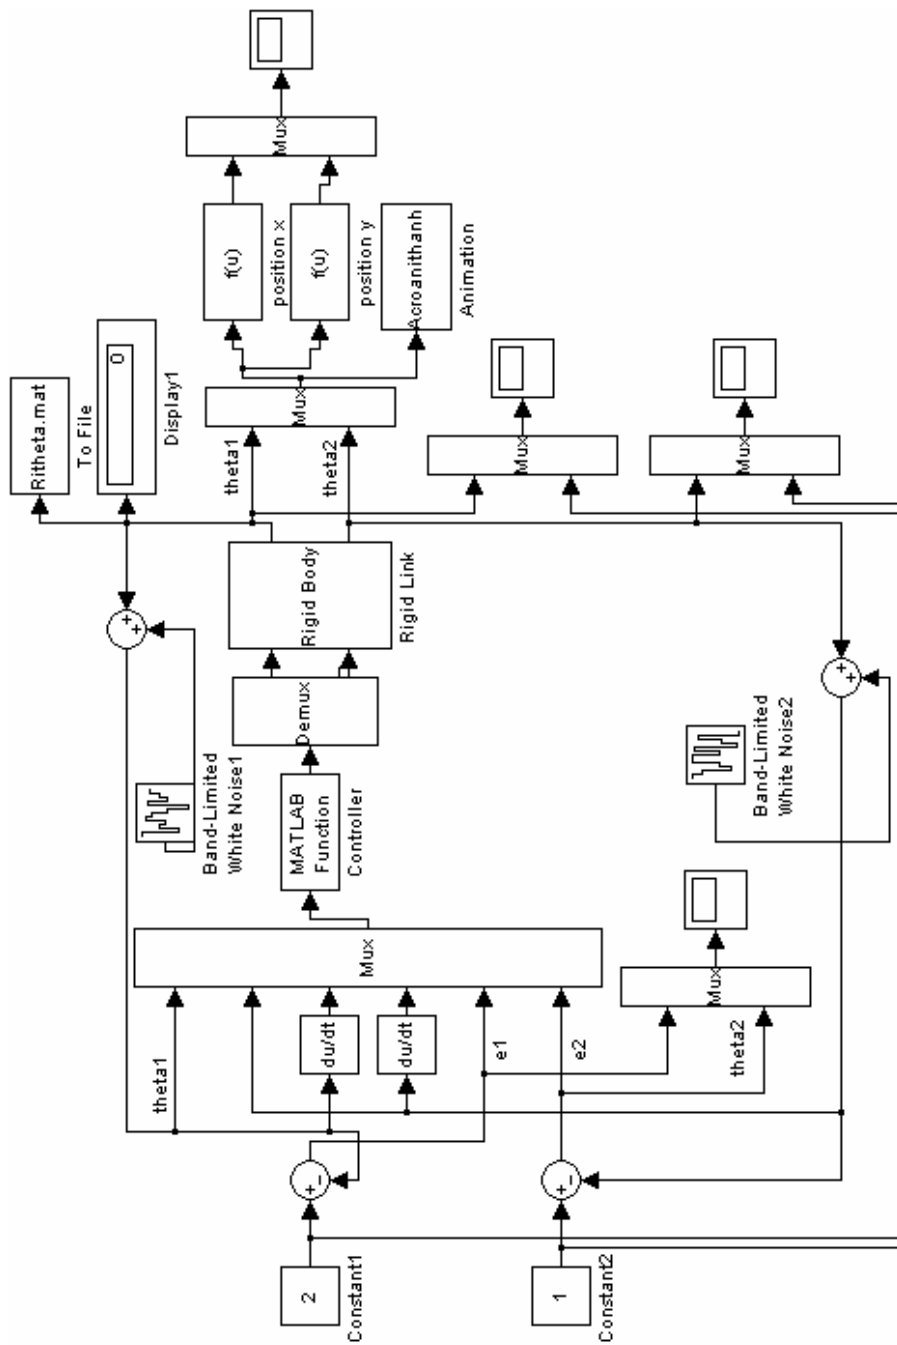 Ritheta.mat
To File
0
Display1
Mux
f(u)
position x
f(u)
position y
Acroanithanh
Animation
Mux
theta1
theta2
Mux
Mux
Rigid Body
Rigid Link
+
+
Demux
Band-Limited
White Noise1
MATLAB
Function
Controller
+
+
Band-Limited
White Noise2
Mux
Mux
theta1
du/dt
du/dt
e1
e2
theta2
+
-
+
-
2
Constant1
1
Constant2